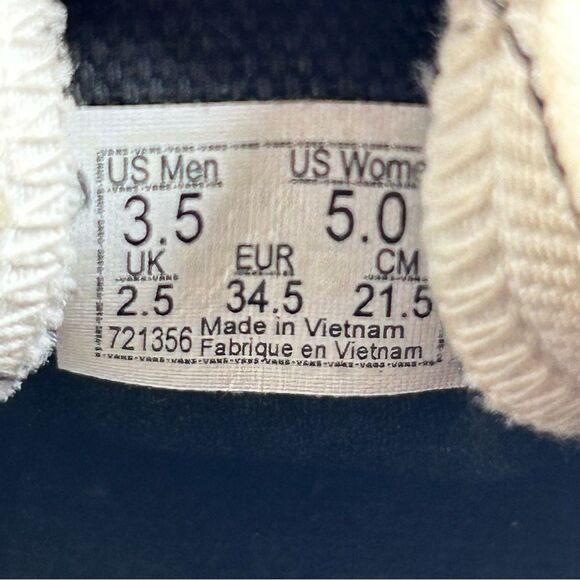 US Men US Wome
3.5 5.0
UK EUR CM
2.5 34.5 21.5
721356 Made in Vietnam
Fabrique en Vietnam